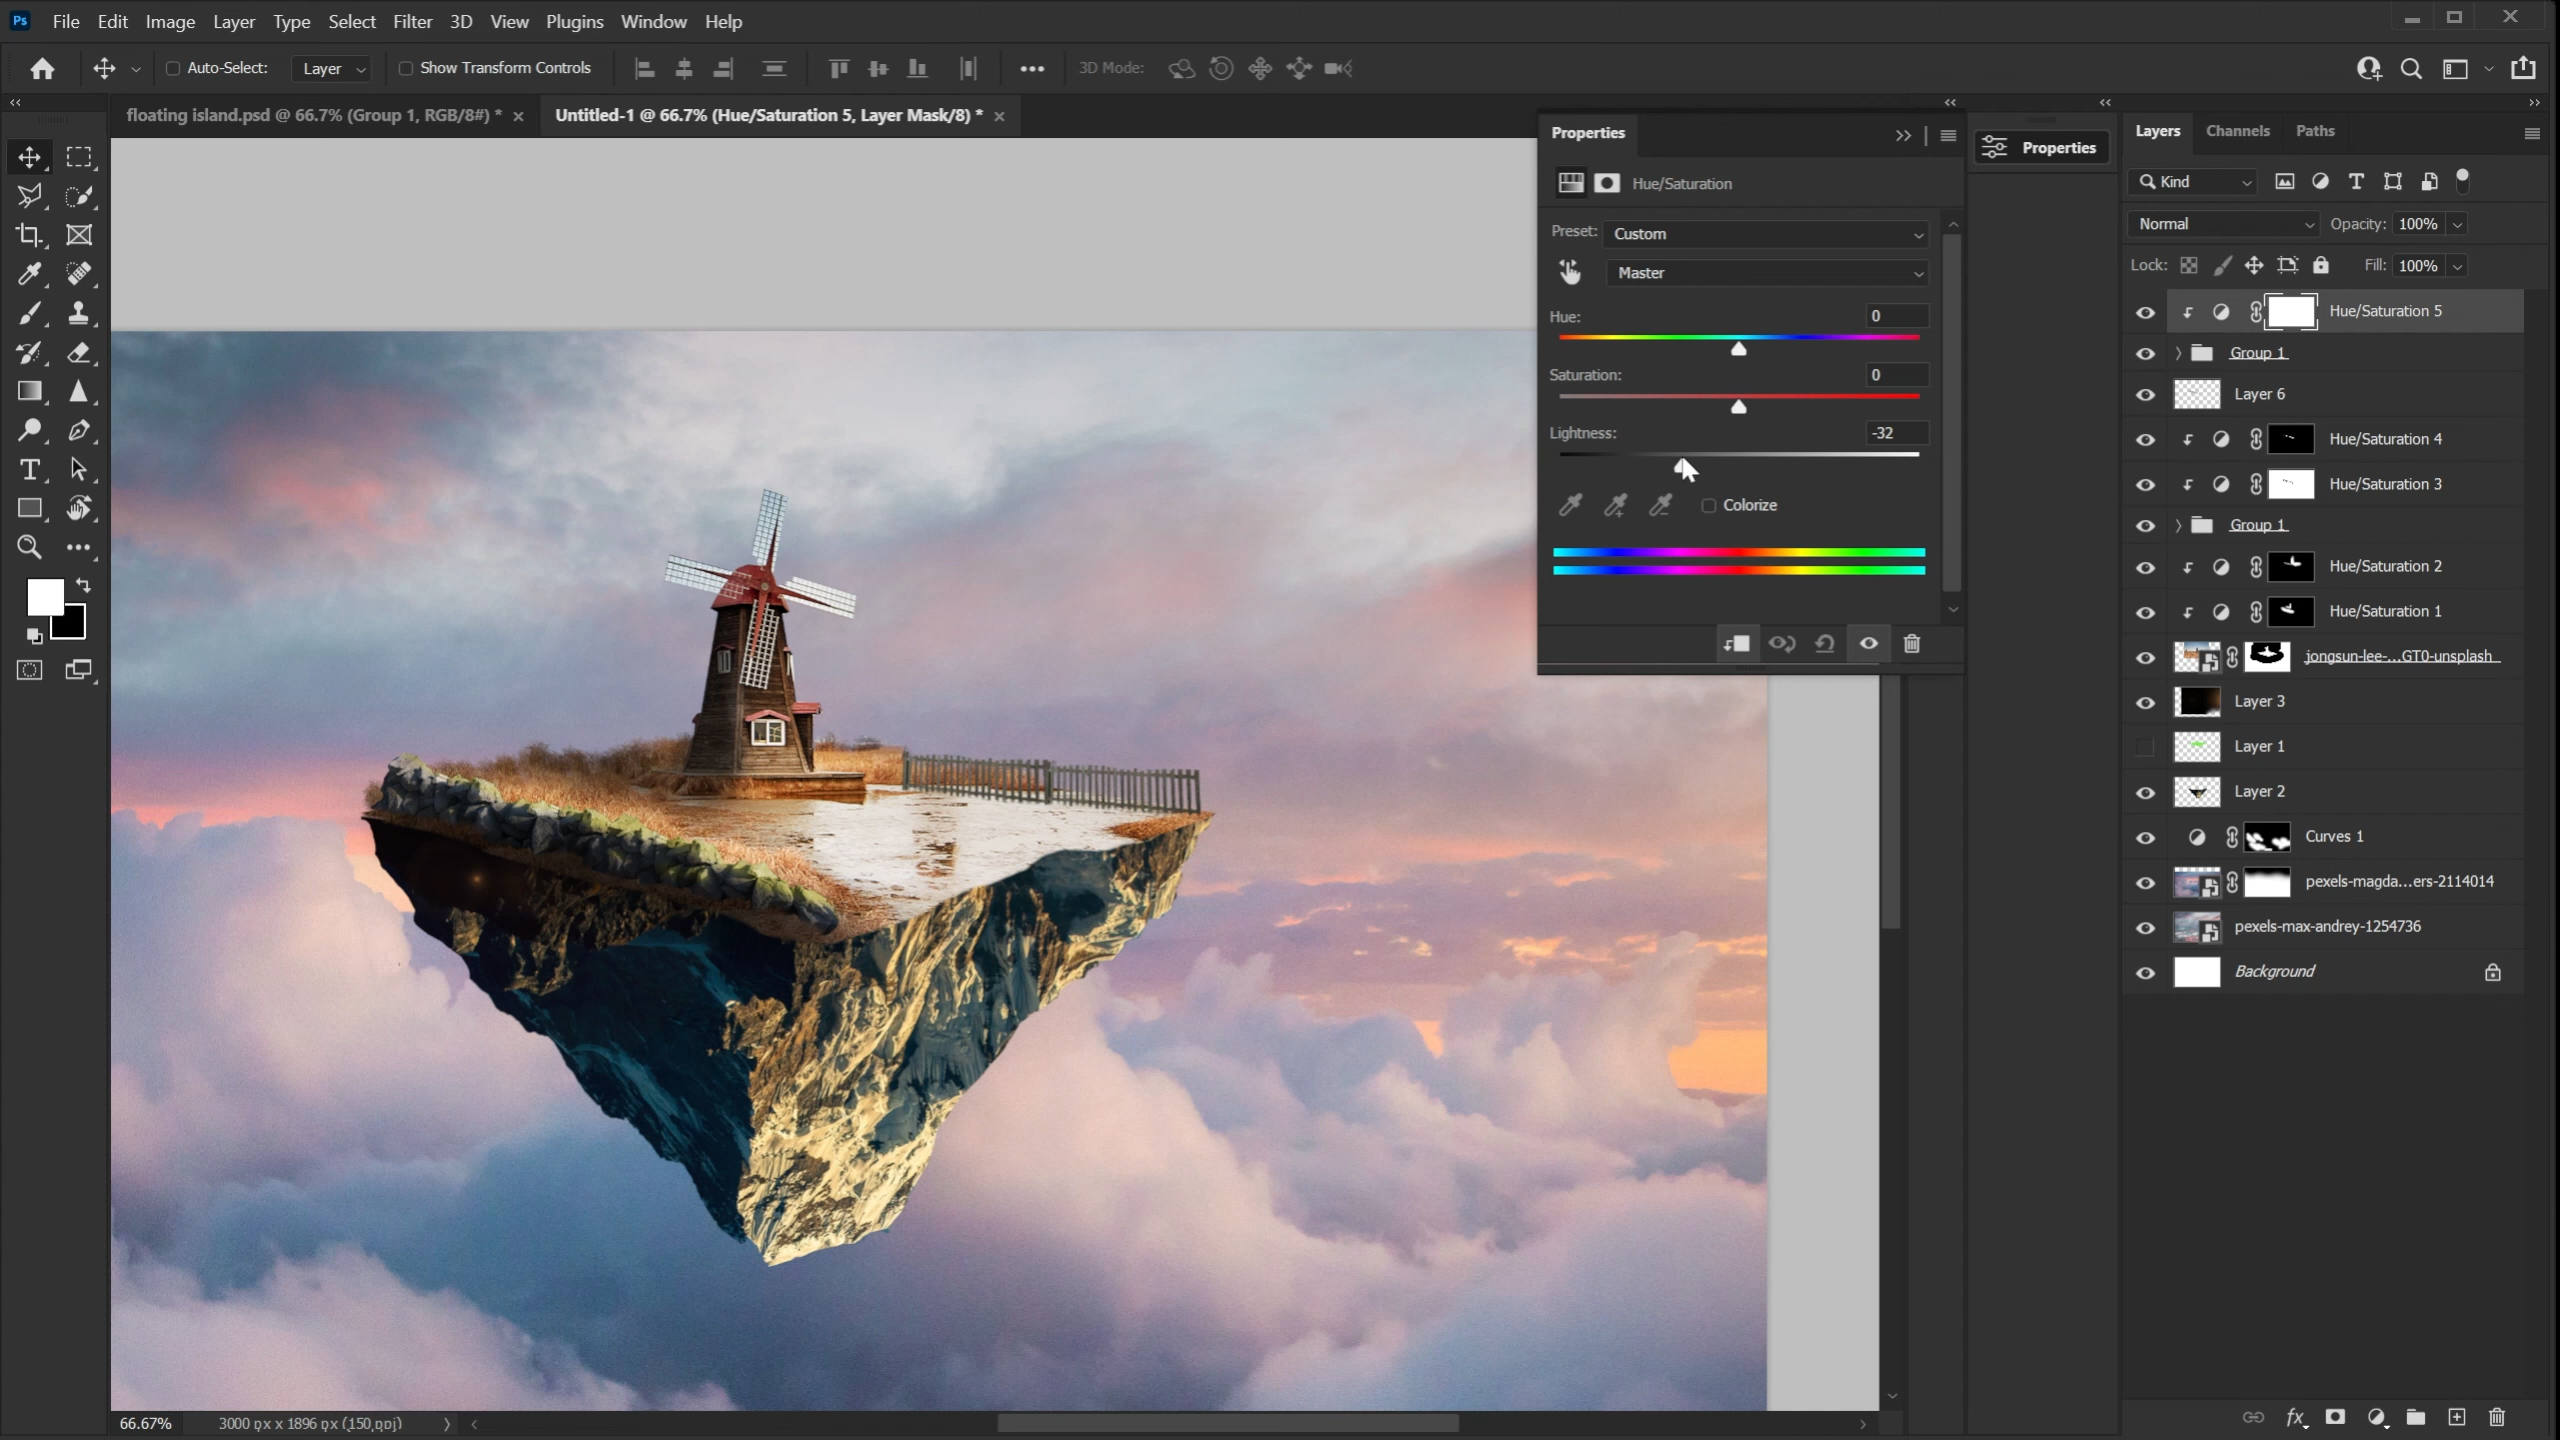 Ps File Edit Image Layer Type Select Filter 3D View Plugins Window Help
Auto-Select: Layer Show Transform Controls 3D Mode:
floating island.psd @ 66.7% (Group 1, RGB/8#) * Untitled-1 @ 66.7% (Hue/Saturation 5, Layer Mask/8) *
Properties
Hue/Saturation
Preset: Custom
Master
Hue: 0
Saturation: 0
Lightness: -32
Colorize
Properties
Layers Channels Paths
Kind
Normal Opacity: 100%
Lock: Fill: 100%
Hue/Saturation 5
Group 1
Layer 6
Hue/Saturation 4
Hue/Saturation 3
Group 1
Hue/Saturation 2
Hue/Saturation 1
jongsun-lee-...GT0-unsplash
Layer 3
Layer 1
Layer 2
Curves 1
pexels-magda...ers-2114014
pexels-max-andrey-1254736
Background
fx
66.67% 3000 px x 1896 px (150 ppi)